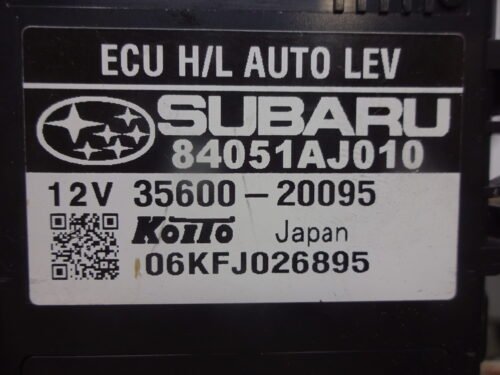 ECU H/L AUTO LEV
SUBARU
84051AJ010
12V 35600-20095
KOITO Japan
06KFJ026895